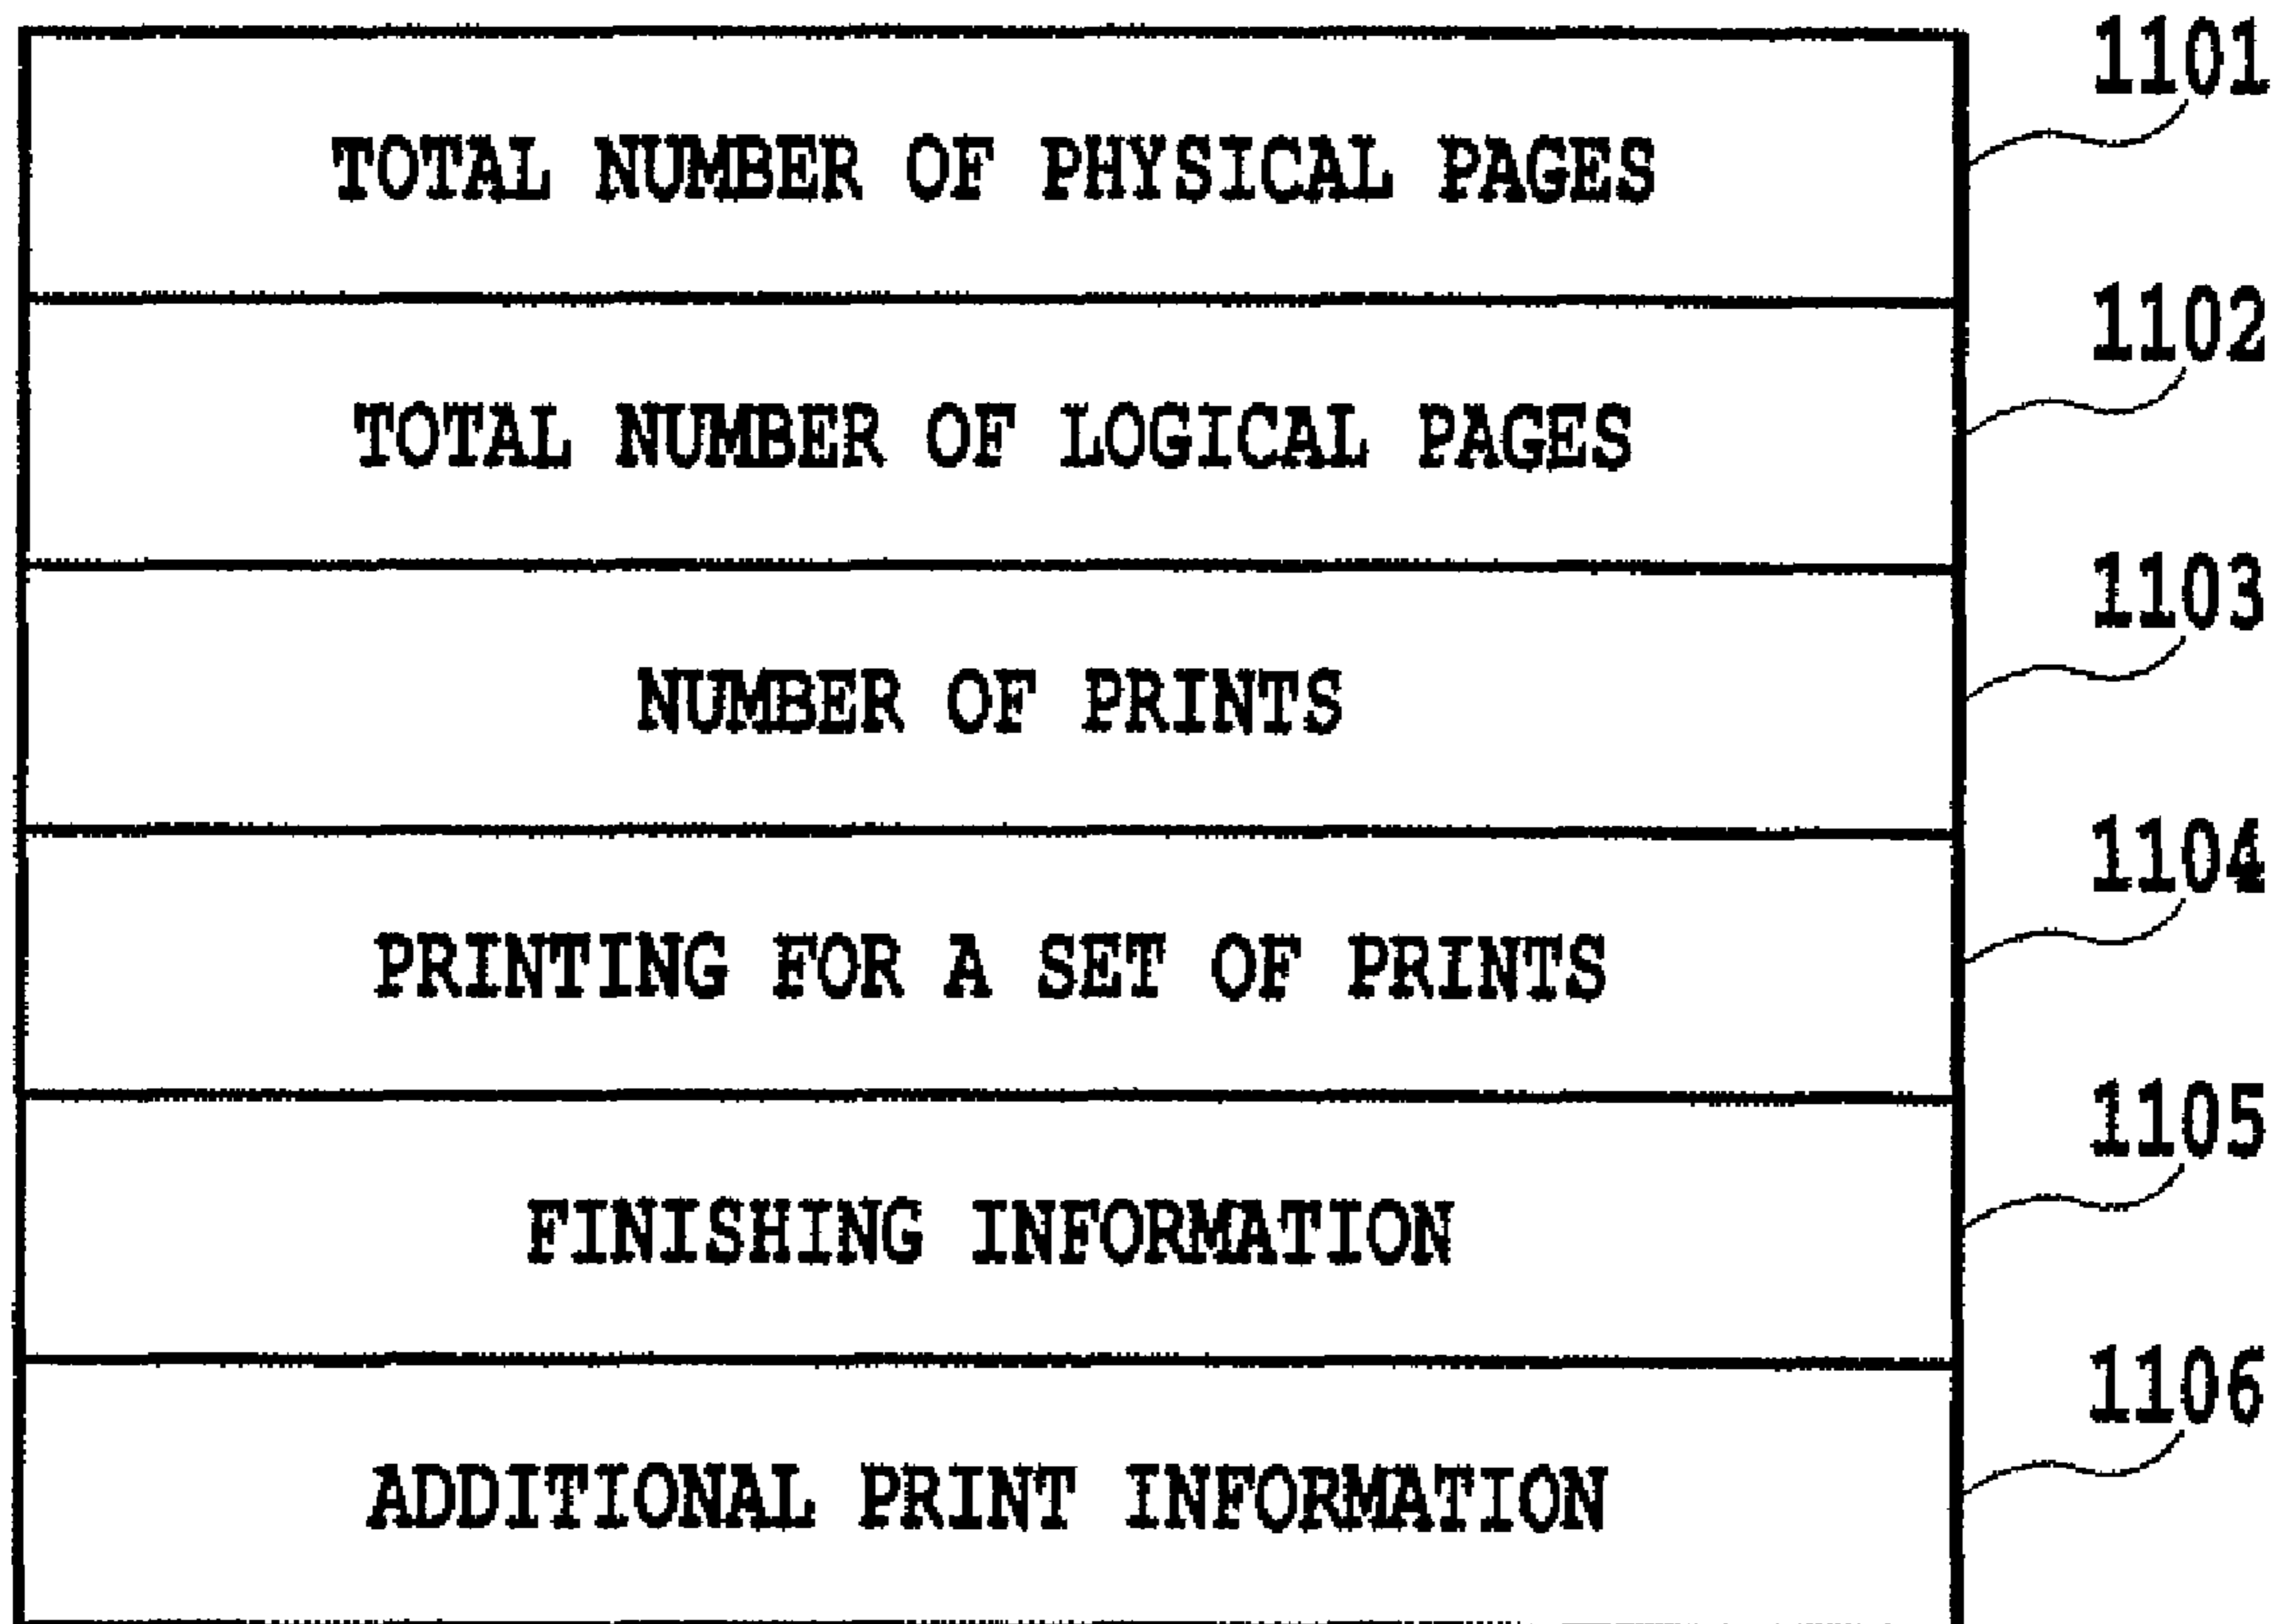 1101
TOTAL NUMBER OF PHYSICAL PAGES
1102
TOTAL NUMBER OF LOGICAL PAGES
1103
NUMBER OF PRINTS
1104
PRINTING FOR A SET OF PRINTS
1105
FINISHING INFORMATION
1106
ADDITIONAL PRINT INFORMATION